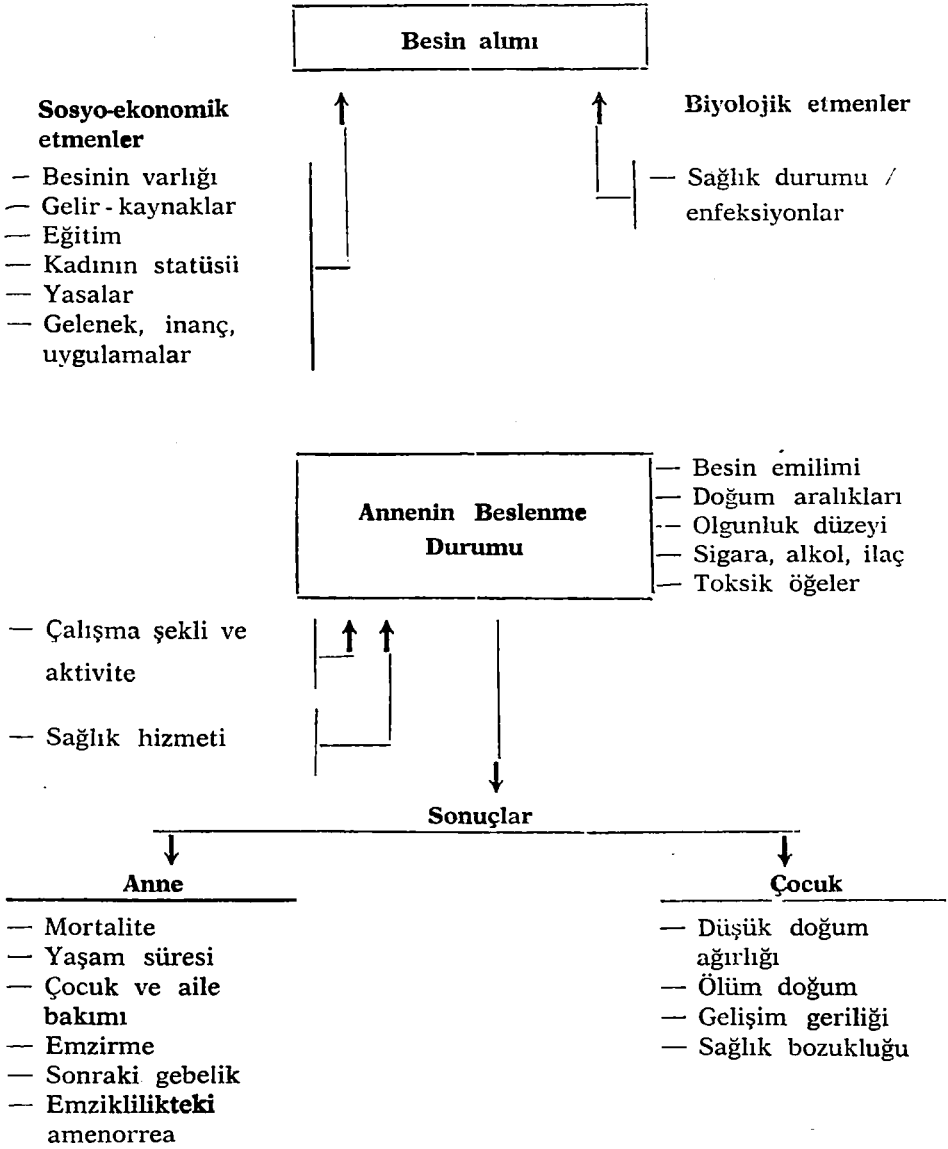 Besin alımı
Sosyo-ekonomik
etmenler
— Besinin varlığı
— Gelir - kaynaklar
— Eğitim
— Kadının statüsü
— Yasalar
— Gelenek, inanç,
uygulamalar
Biyolojik etmenler
— Sağlık durumu /
enfeksiyonlar
Annenin Beslenme
Durumu
— Besin emilimi
— Doğum aralıkları
— Olgunluk düzeyi
— Sigara, alkol, ilaç
— Toksik öğeler
— Çalışma şekli ve
aktivite
— Sağlık hizmeti
Sonuçlar
Anne
— Mortalite
— Yaşam süresi
— Çocuk ve aile
bakımı
— Emzirme
— Sonraki gebelik
— Emziklilikteki
amenorrea
Çocuk
— Düşük doğum
ağırlığı
— Ölüm doğum
— Gelişim geriliği
— Sağlık bozukluğu